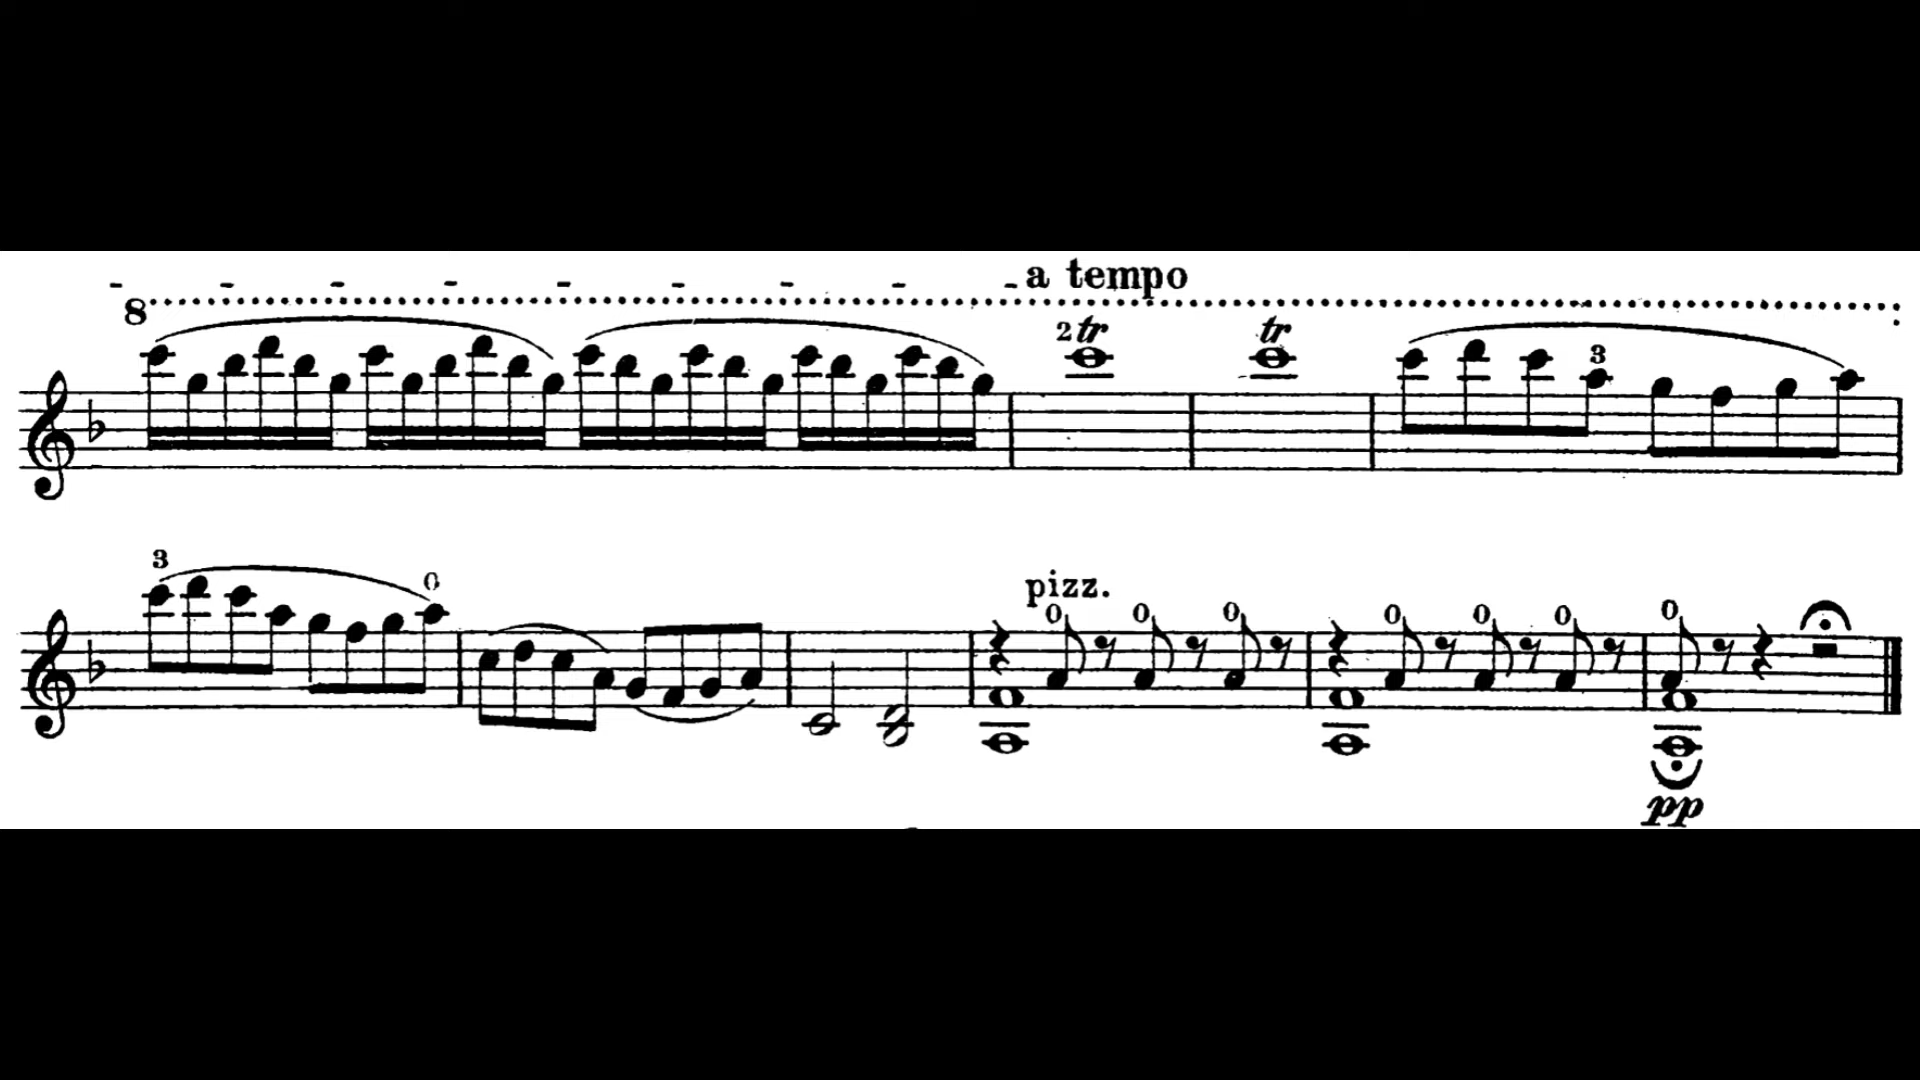 a tempo
8
2 tr tr
3
3 0
pizz.
0 0 0 0 0 0 0
pp